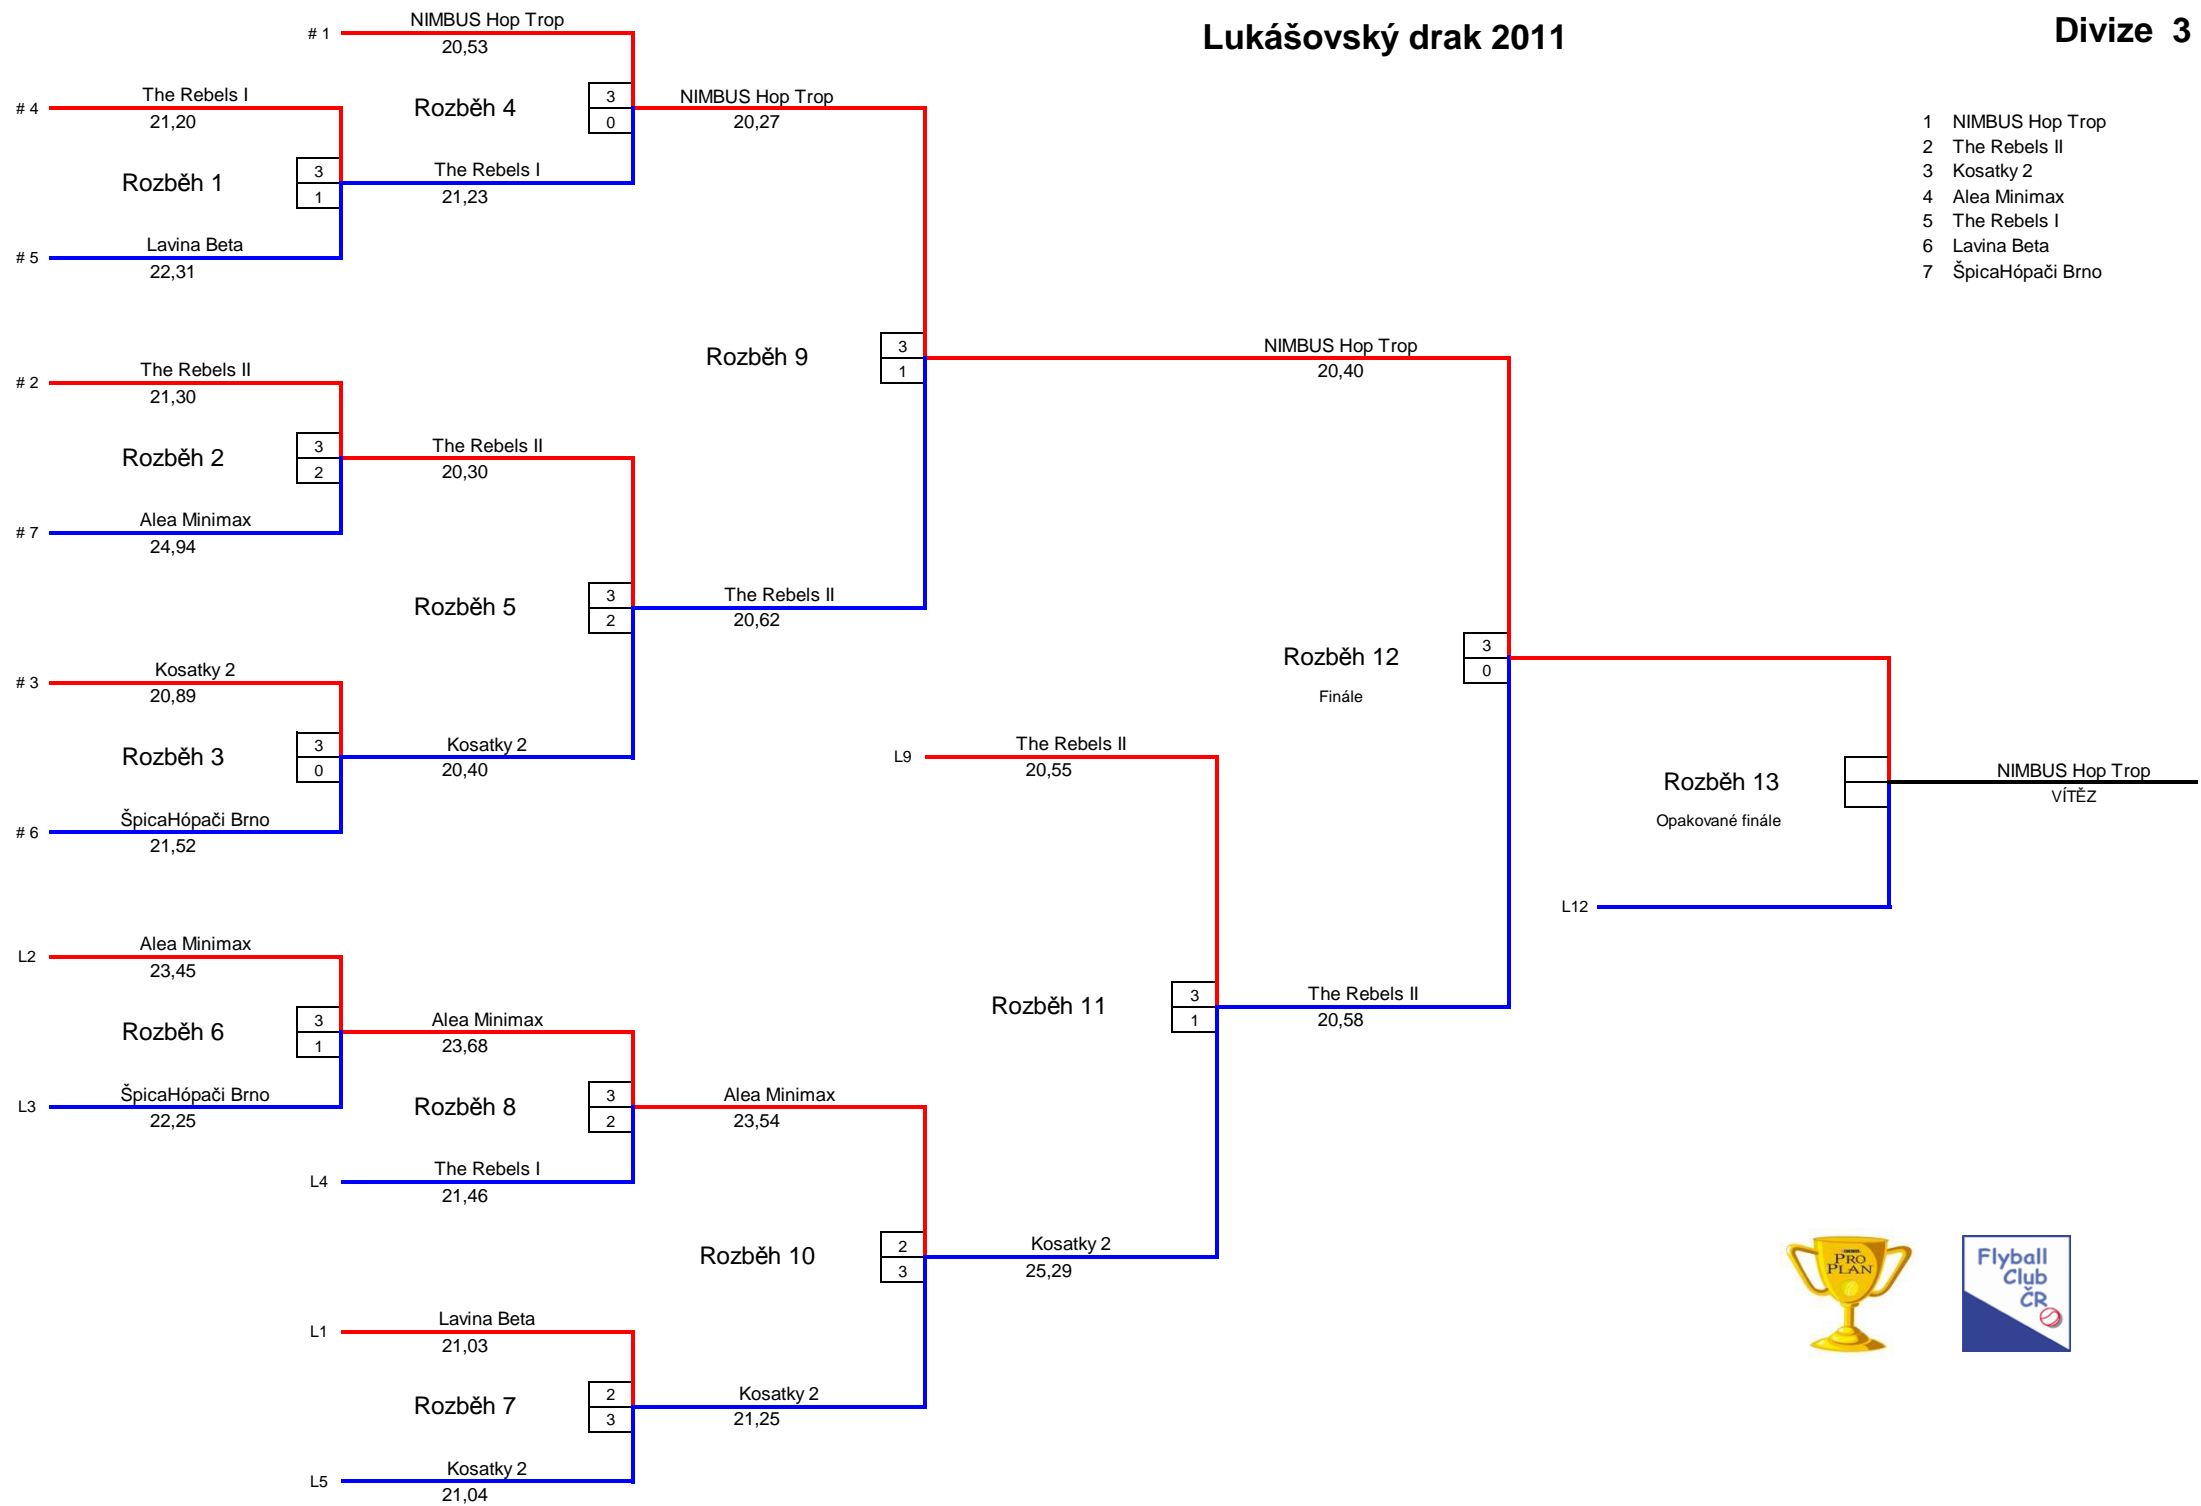 Lukášovský drak 2011
Divize 3
# 1
NIMBUS Hop Trop
20,53
# 4
The Rebels I
21,20
Rozběh 4
3
0
NIMBUS Hop Trop
20,27
1 NIMBUS Hop Trop
2 The Rebels II
3 Kosatky 2
4 Alea Minimax
5 The Rebels I
6 Lavina Beta
7 ŠpicaHópači Brno
Rozběh 1
3
1
The Rebels I
21,23
# 5
Lavina Beta
22,31
Rozběh 9
3
1
NIMBUS Hop Trop
20,40
# 2
The Rebels II
21,30
Rozběh 2
3
2
The Rebels II
20,30
# 7
Alea Minimax
24,94
Rozběh 5
3
2
The Rebels II
20,62
# 3
Kosatky 2
20,89
Rozběh 12
3
0
Finále
Rozběh 3
3
0
Kosatky 2
20,40
L9
The Rebels II
20,55
Rozběh 13
Opakované finále
NIMBUS Hop Trop
VÍTĚZ
# 6
ŠpicaHópači Brno
21,52
L12
L2
Alea Minimax
23,45
Rozběh 6
3
1
Alea Minimax
23,68
Rozběh 11
3
1
The Rebels II
20,58
L3
ŠpicaHópači Brno
22,25
Rozběh 8
3
2
Alea Minimax
23,54
L4
The Rebels I
21,46
Rozběh 10
2
3
Kosatky 2
25,29
PRO
PLAN
Flyball
Club
ČR
L1
Lavina Beta
21,03
Rozběh 7
2
3
Kosatky 2
21,25
L5
Kosatky 2
21,04